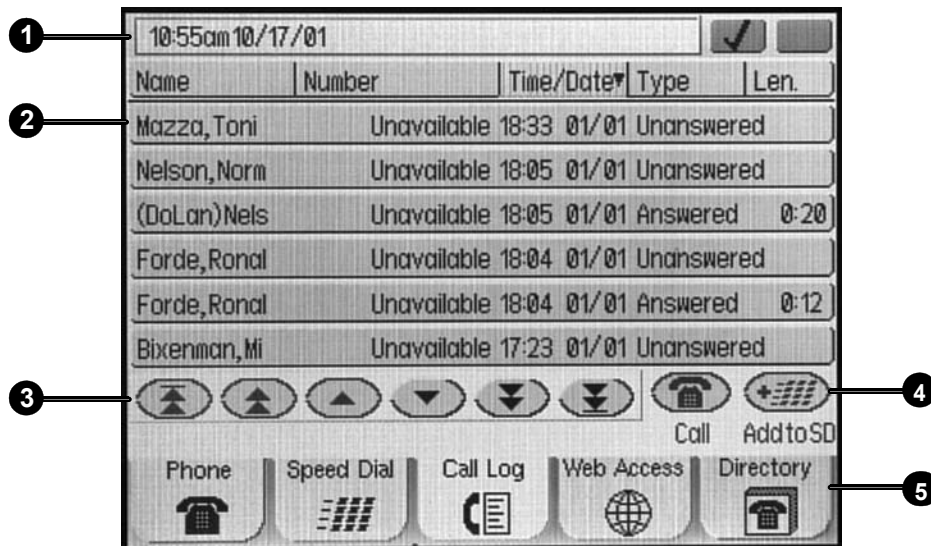 1
10:55am 10/17/01
Name Number Time/Date▼ Type Len.
2
Mazza,Toni Unavailable 18:33 01/01 Unanswered
Nelson,Norm Unavailable 18:05 01/01 Unanswered
(DoLan)Nels Unavailable 18:05 01/01 Answered 0:20
Forde,Ronal Unavailable 18:04 01/01 Unanswered
Forde,Ronal Unavailable 18:04 01/01 Answered 0:12
Bixenman,Mi Unavailable 17:23 01/01 Unanswered
3
4
Call AddtoSD
Phone Speed Dial Call Log Web Access Directory
5